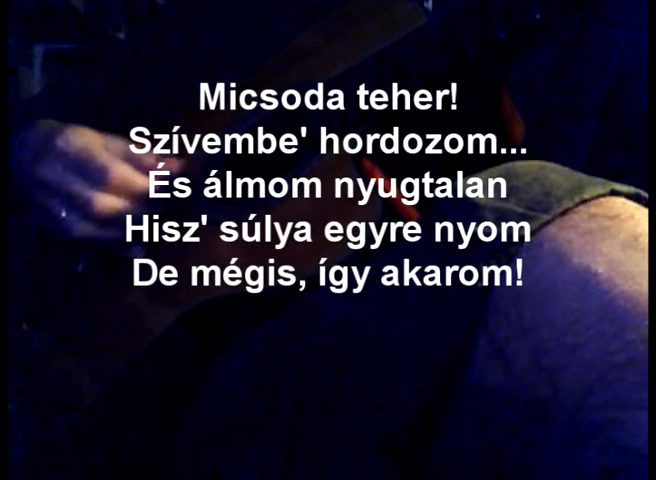 Micsoda teher!
Szívembe' hordozom...
És álmom nyugtalan
Hisz' súlya egyre nyom
De mégis, így akarom!